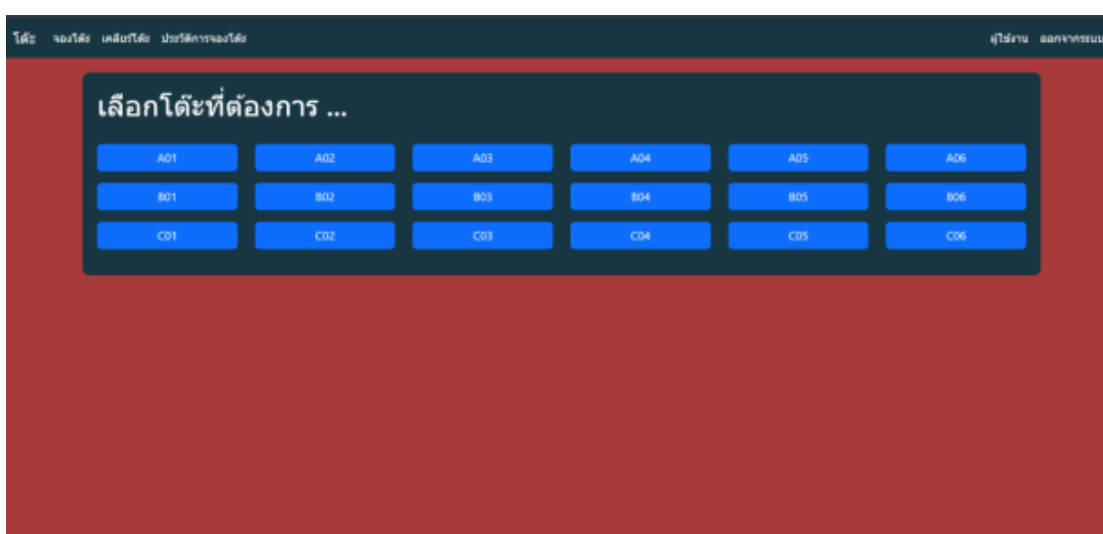 โต๊ะ จองโต๊ะ เคลียร์โต๊ะ ประวัติการจองโต๊ะ ผู้ใช้งาน ออกจากระบบ
เลือกโต๊ะที่ต้องการ ...
A01 A02 A03 A04 A05 A06
B01 B02 B03 B04 B05 B06
C01 C02 C03 C04 C05 C06